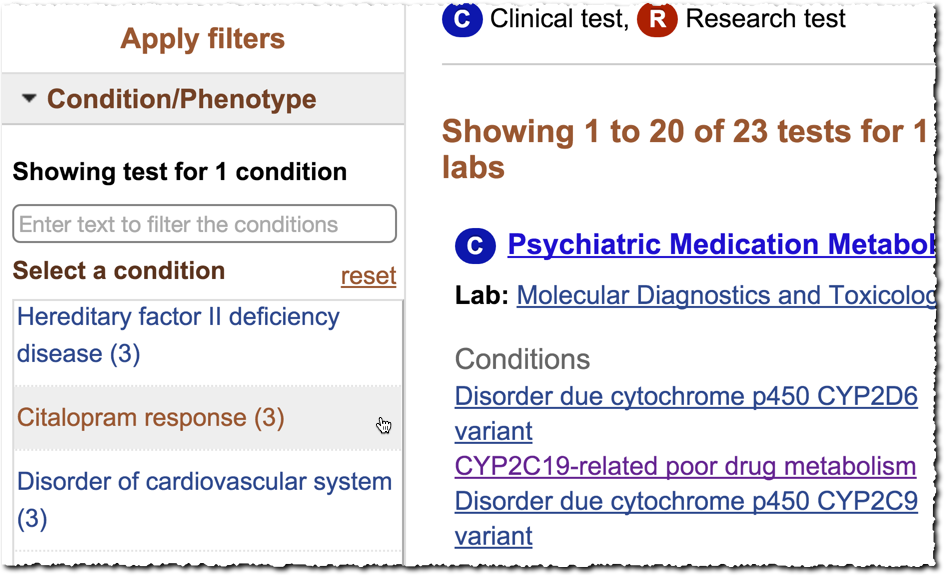 Apply filters
Condition/Phenotype
Showing test for 1 condition
Enter text to filter the conditions
Select a condition
reset
Hereditary factor II deficiency
disease (3)
Citalopram response (3)
Disorder of cardiovascular system
(3)
C Clinical test, R Research test
Showing 1 to 20 of 23 tests for 1
labs
C Psychiatric Medication
Lab: Molecular Diagnostics and
Conditions
Disorder due cytochrome p450 CYP2D6
variant
CYP2C19-related poor drug metabolism
Disorder due cytochrome p450 CYP2C9
variant